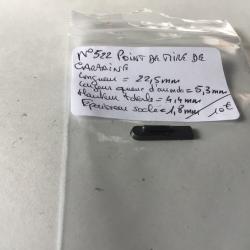 N°522 POINT DE MIRE DE
CARABINE
Longueur = 22,5mm
Largeur queue d'aronde = 5,3mm
Hauteur totale = 4,4mm
Epaisseur socle = 1,8mm / 10€